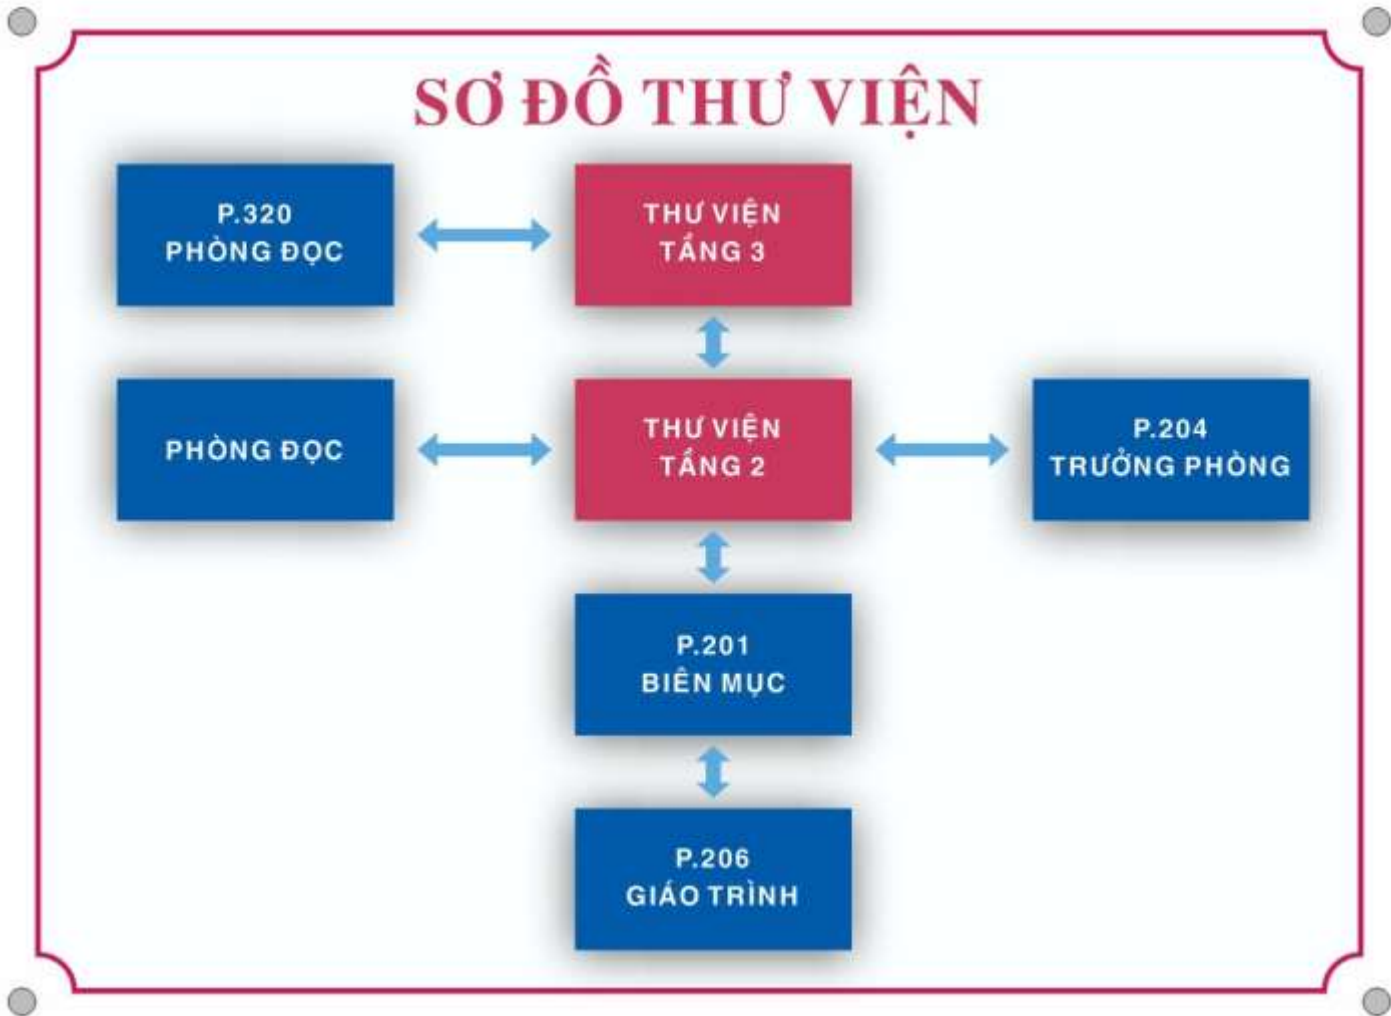 SƠ ĐỒ THƯ VIỆN
P.320
PHÒNG ĐỌC
THƯ VIỆN
TẦNG 3
PHÒNG ĐỌC
THƯ VIỆN
TẦNG 2
P.204
TRƯỞNG PHÒNG
P.201
BIÊN MỤC
P.206
GIÁO TRÌNH